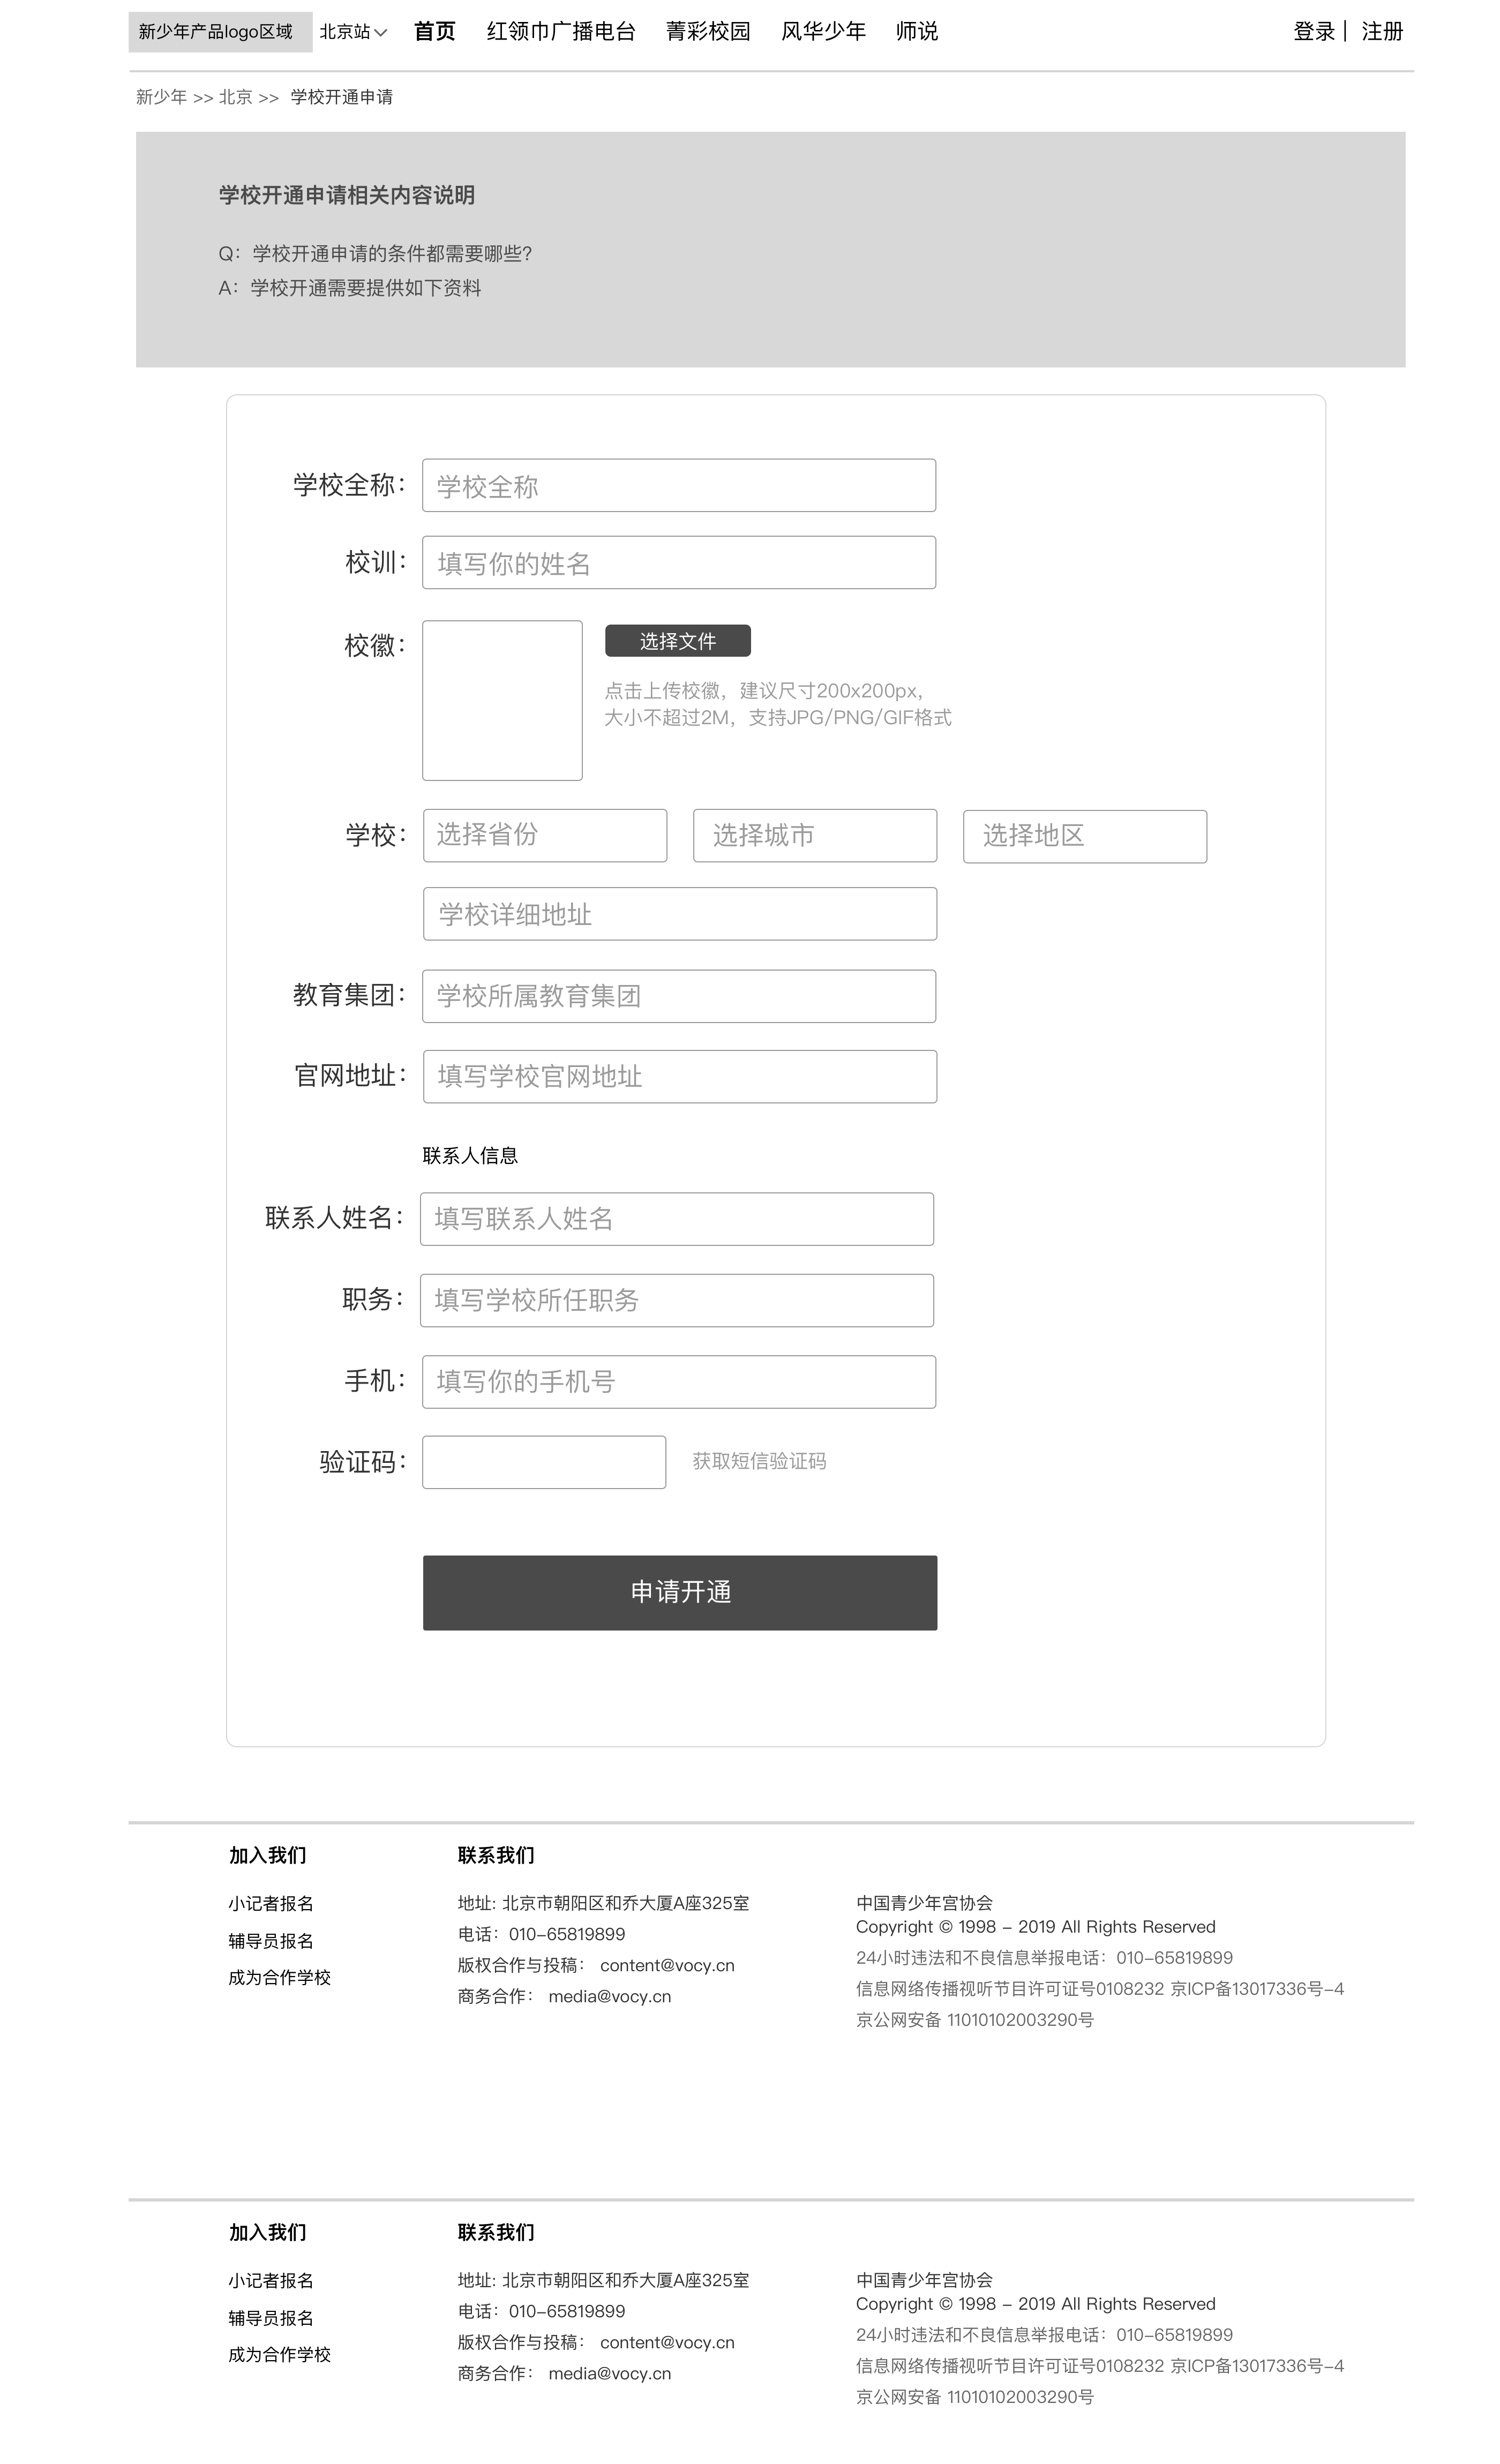 新少年产品logo区域 北京站 首页 红领巾广播电台 菁彩校园 风华少年 师说 登录 | 注册
新少年 >> 北京 >> 学校开通申请
学校开通申请相关内容说明
Q：学校开通申请的条件都需要哪些？
A：学校开通需要提供如下资料
学校全称： 学校全称
校训： 填写你的姓名
校徽： 选择文件
点击上传校徽，建议尺寸200x200px，
大小不超过2M，支持JPG/PNG/GIF格式
学校： 选择省份 选择城市 选择地区
学校详细地址
教育集团： 学校所属教育集团
官网地址： 填写学校官网地址
联系人信息
联系人姓名： 填写联系人姓名
职务： 填写学校所任职务
手机： 填写你的手机号
验证码： 获取短信验证码
申请开通
加入我们
小记者报名
辅导员报名
成为合作学校
联系我们
地址: 北京市朝阳区和乔大厦A座325室
电话：010-65819899
版权合作与投稿： content@vocy.cn
商务合作： media@vocy.cn
中国青少年宫协会
Copyright © 1998 - 2019 All Rights Reserved
24小时违法和不良信息举报电话：010-65819899
信息网络传播视听节目许可证号0108232 京ICP备13017336号-4
京公网安备 11010102003290号
加入我们
小记者报名
辅导员报名
成为合作学校
联系我们
地址: 北京市朝阳区和乔大厦A座325室
电话：010-65819899
版权合作与投稿： content@vocy.cn
商务合作： media@vocy.cn
中国青少年宫协会
Copyright © 1998 - 2019 All Rights Reserved
24小时违法和不良信息举报电话：010-65819899
信息网络传播视听节目许可证号0108232 京ICP备13017336号-4
京公网安备 11010102003290号